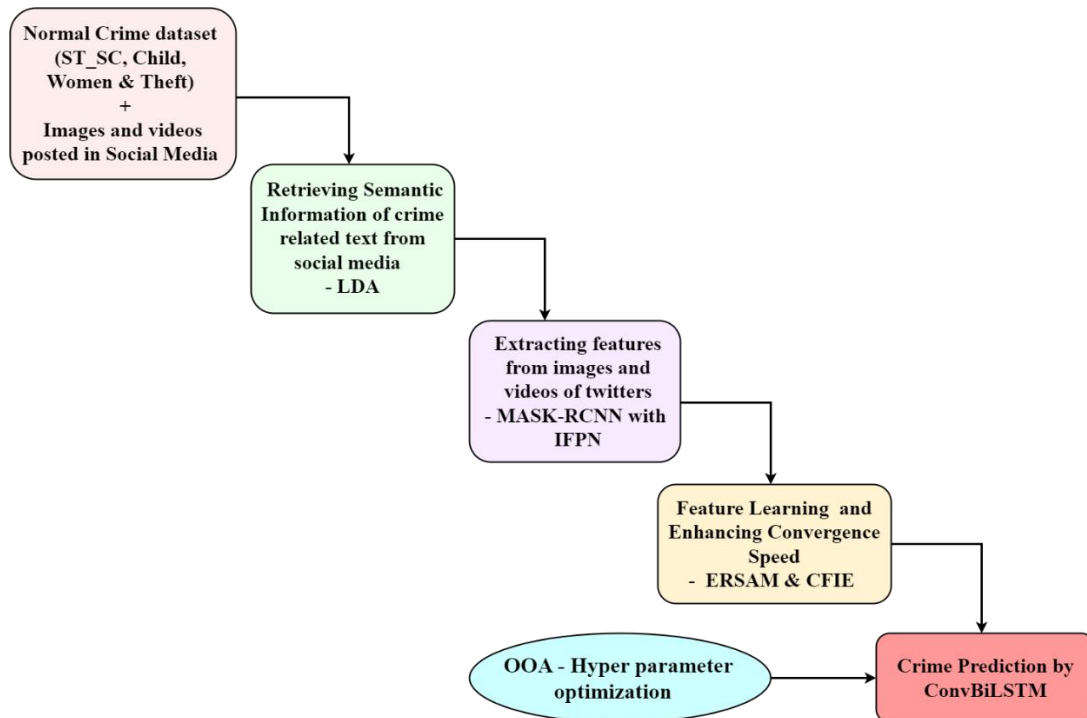 Normal Crime dataset
(ST_SC, Child,
Women & Theft)
+
Images and videos
posted in Social Media
Retrieving Semantic
Information of crime
related text from
social media
- LDA
Extracting features
from images and
videos of twitters
- MASK-RCNN with
IFPN
Feature Learning and
Enhancing Convergence
Speed
- ERSAM & CFIE
OOA - Hyper parameter
optimization
Crime Prediction by
ConvBiLSTM